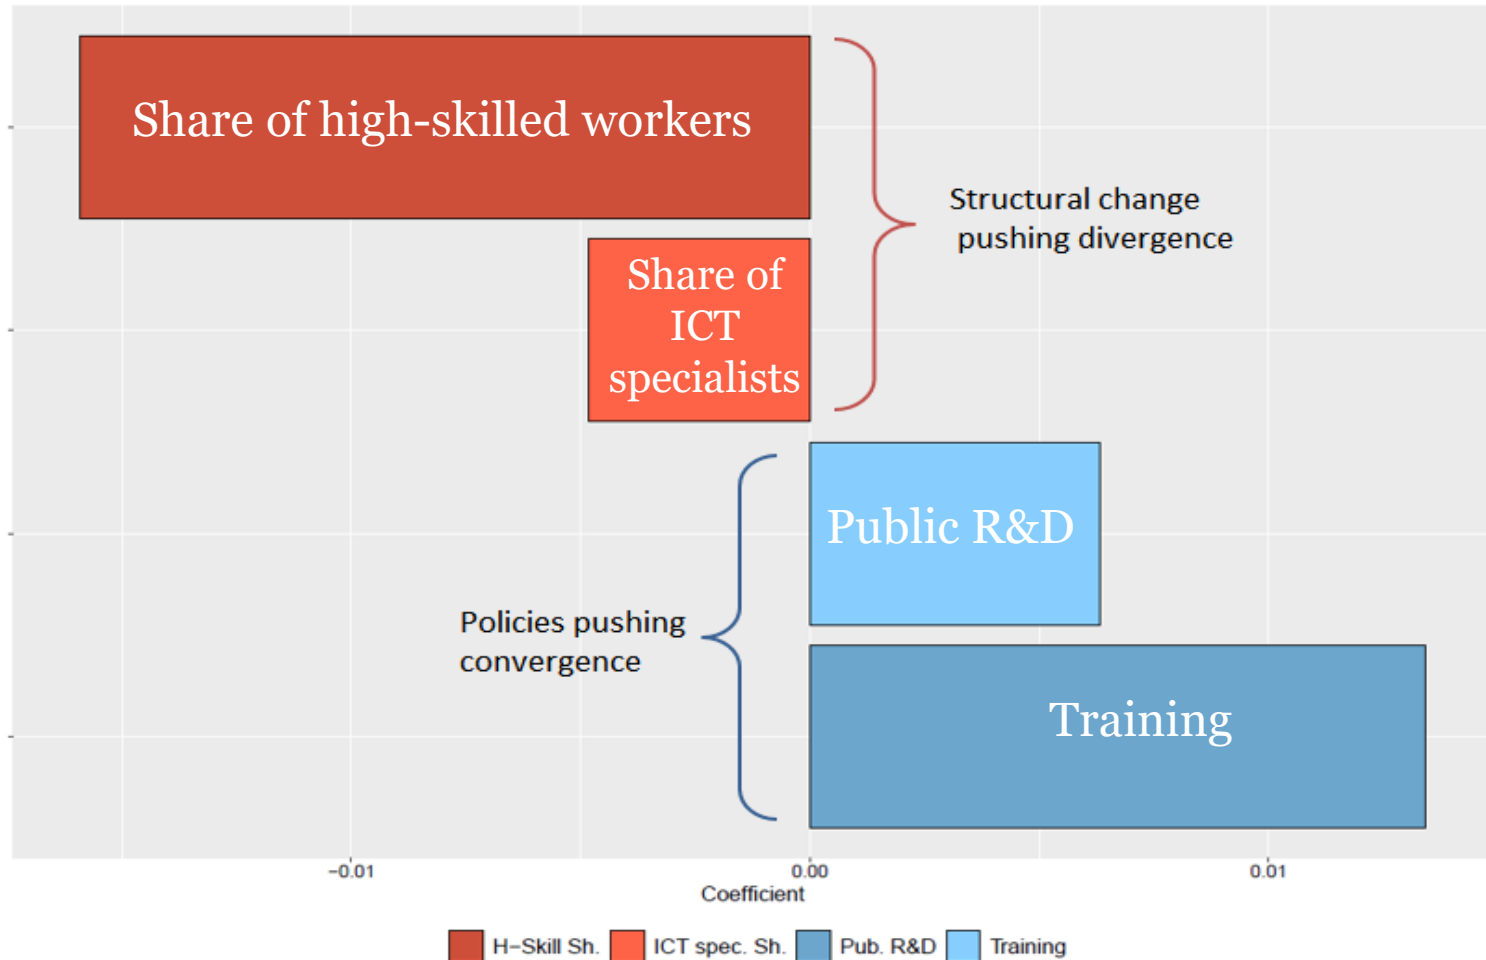 Share of high-skilled workers
Structural change
pushing divergence
Share of
ICT
specialists
Public R&D
Policies pushing
convergence
Training
−0.01
0.00
0.01
Coefficient
H−Skill Sh.
ICT spec. Sh.
Pub. R&D
Training